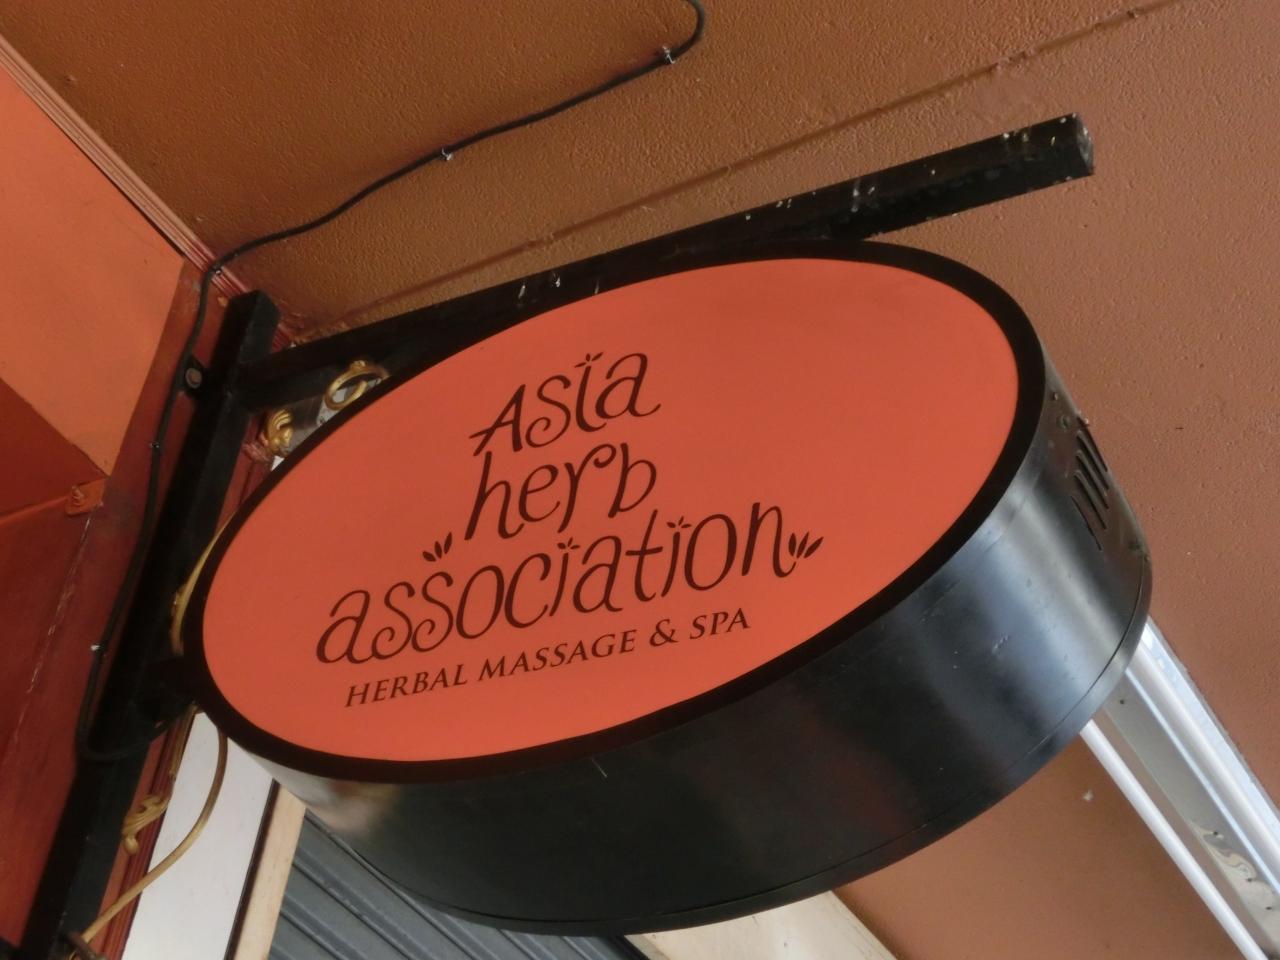 Asia
herb
association
HERBAL MASSAGE & SPA